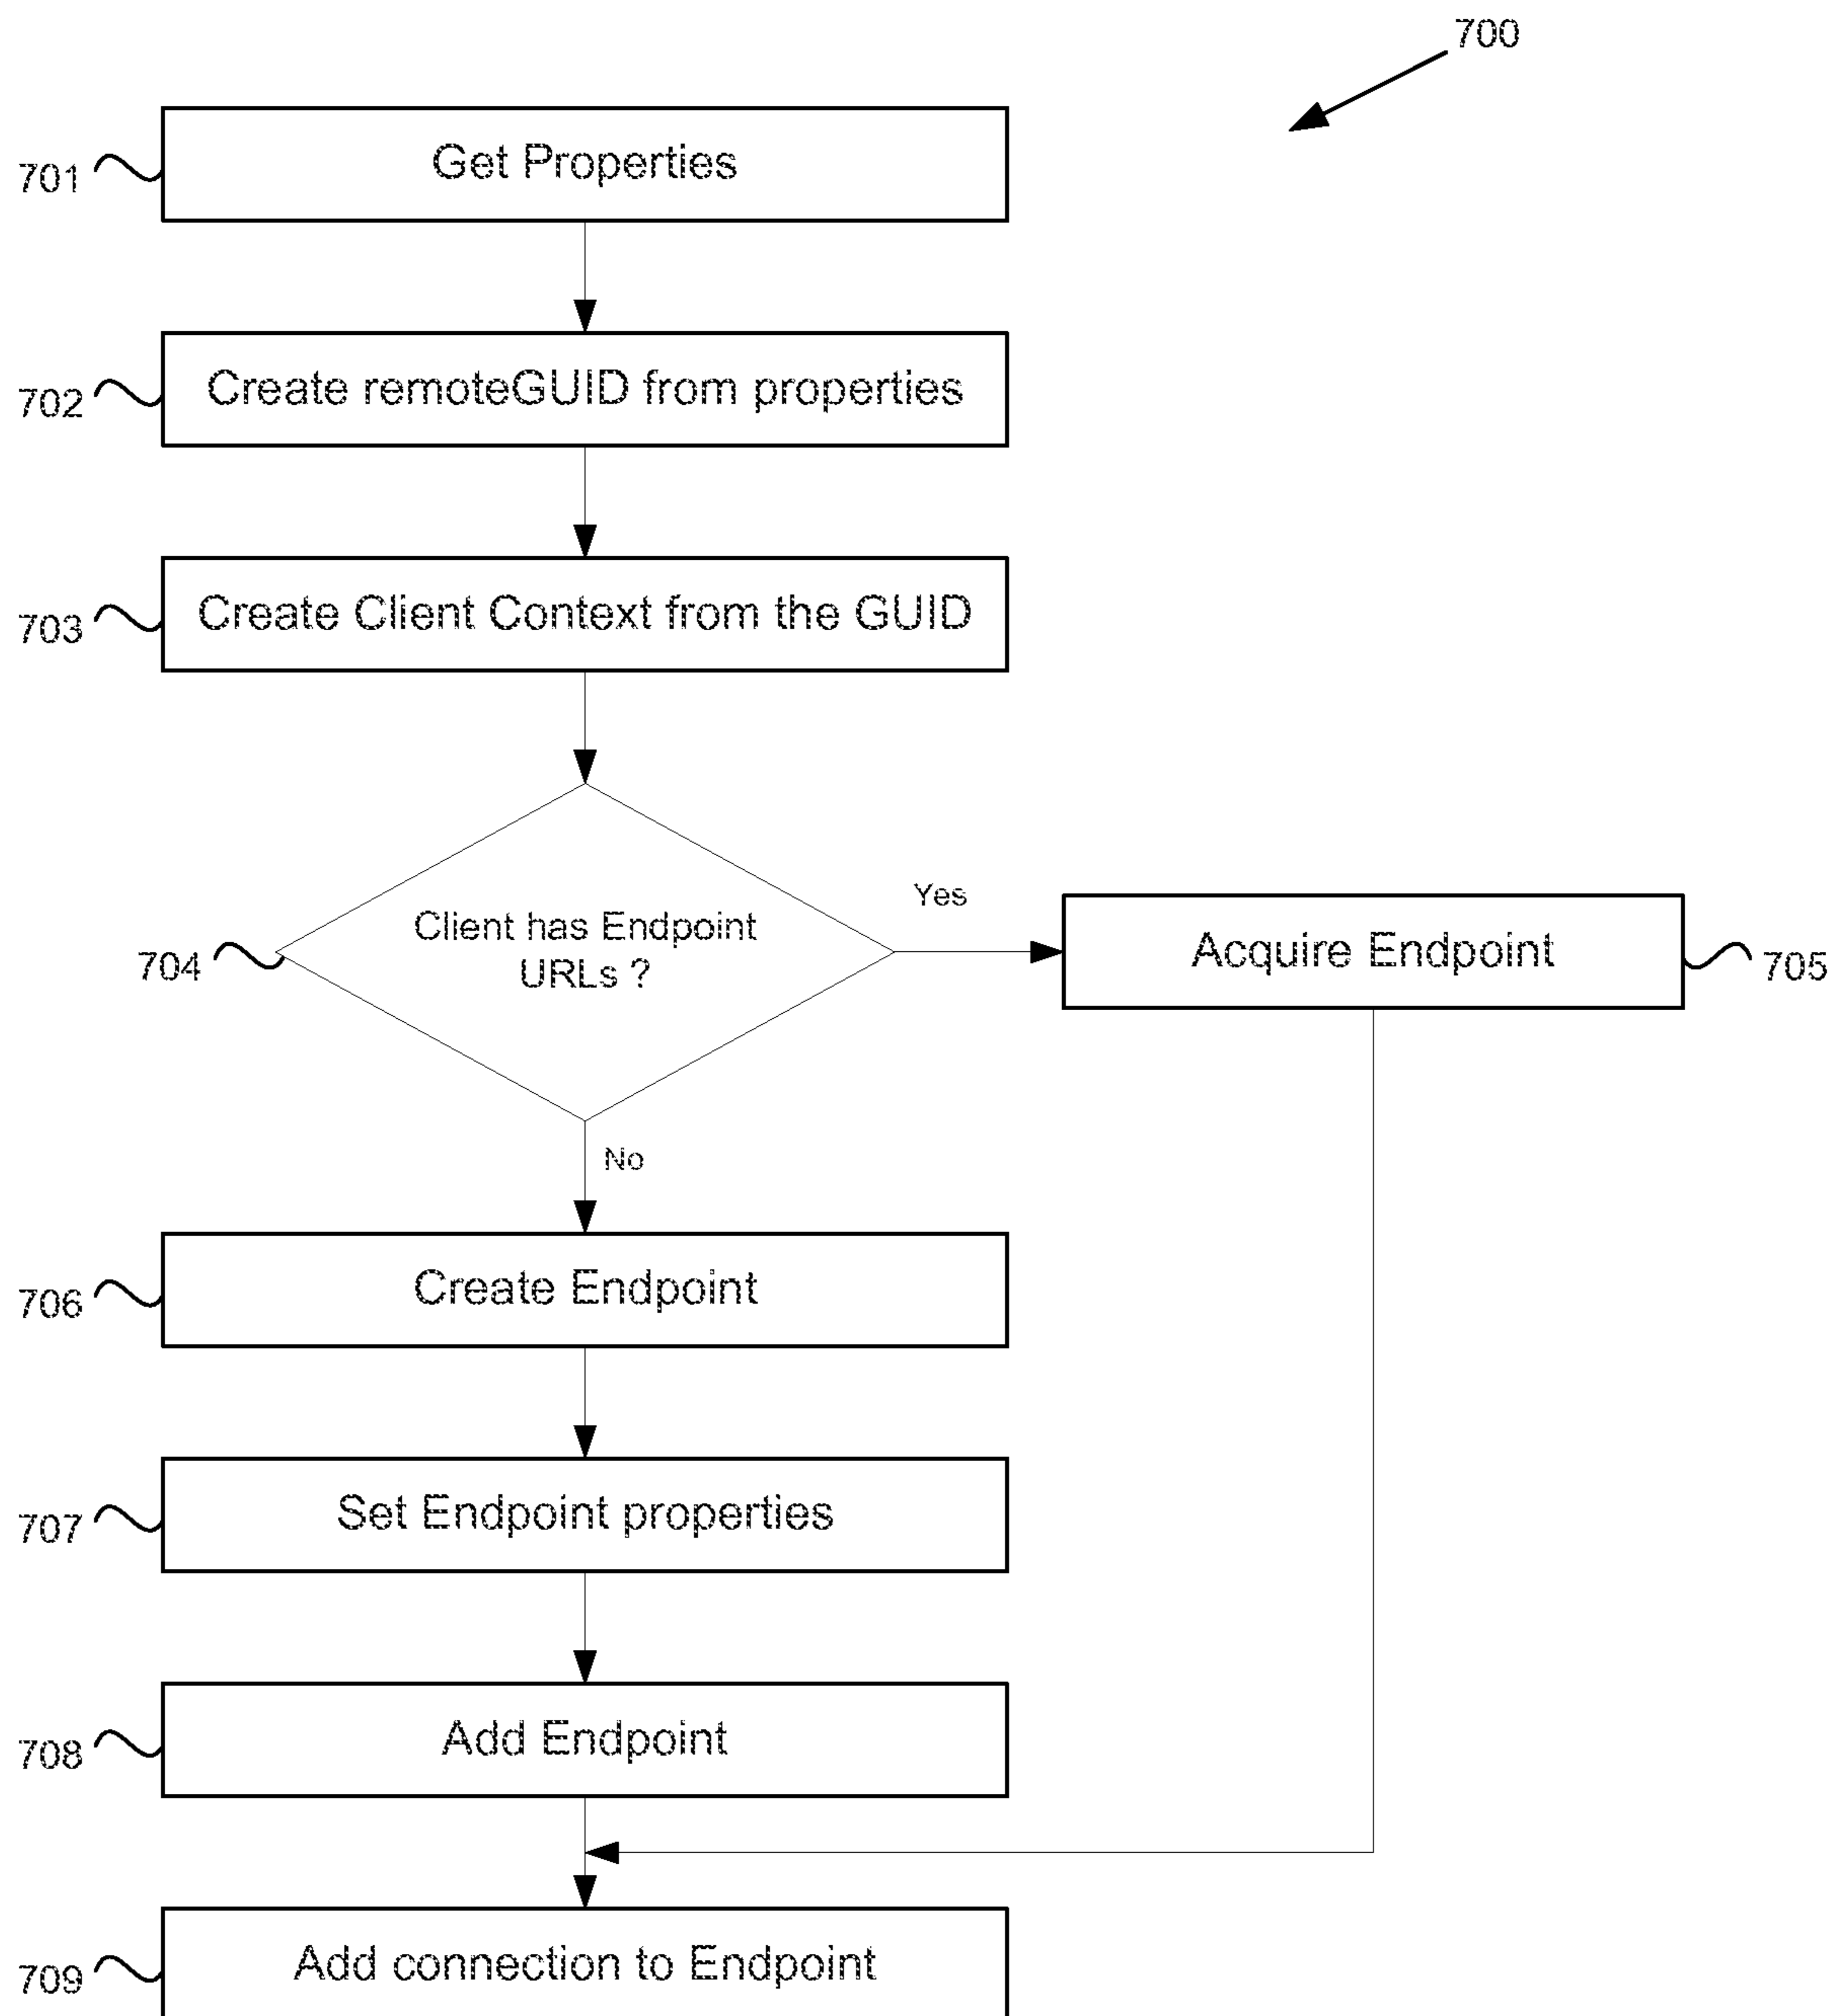 700
701
Get Properties
702
Create remoteGUID from properties
703
Create Client Context from the GUID
704
Client has Endpoint
URLs ?
Yes
Acquire Endpoint
705
No
706
Create Endpoint
707
Set Endpoint properties
708
Add Endpoint
709
Add connection to Endpoint